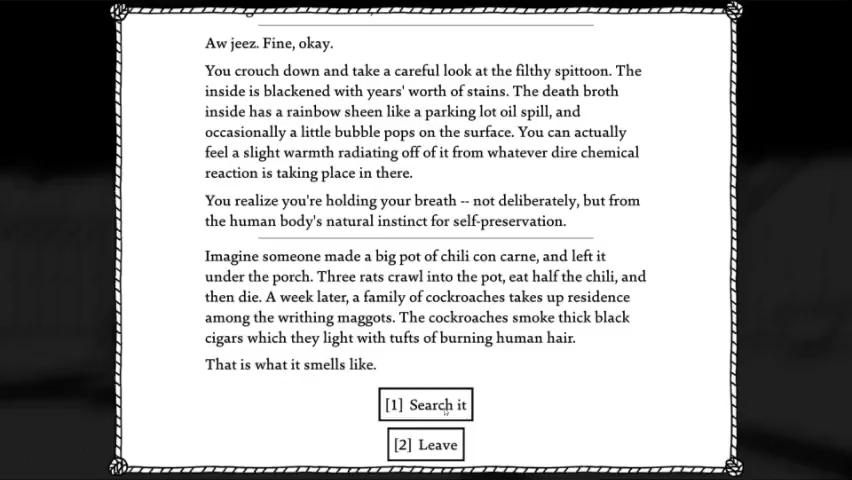 Aw jeez. Fine, okay.
You crouch down and take a careful look at the filthy spittoon. The
inside is blackened with years' worth of stains. The death broth
inside has a rainbow sheen like a parking lot oil spill, and
occasionally a little bubble pops on the surface. You can actually
feel a slight warmth radiating off of it from whatever dire chemical
reaction is taking place in there.
You realize you're holding your breath -- not deliberately, but from
the human body's natural instinct for self-preservation.
Imagine someone made a big pot of chili con carne, and left it
under the porch. Three rats crawl into the pot, eat half the chili, and
then die. A week later, a family of cockroaches takes up residence
among the writhing maggots. The cockroaches smoke thick black
cigars which they light with tufts of burning human hair.
That is what it smells like.
[1] Search it
[2] Leave